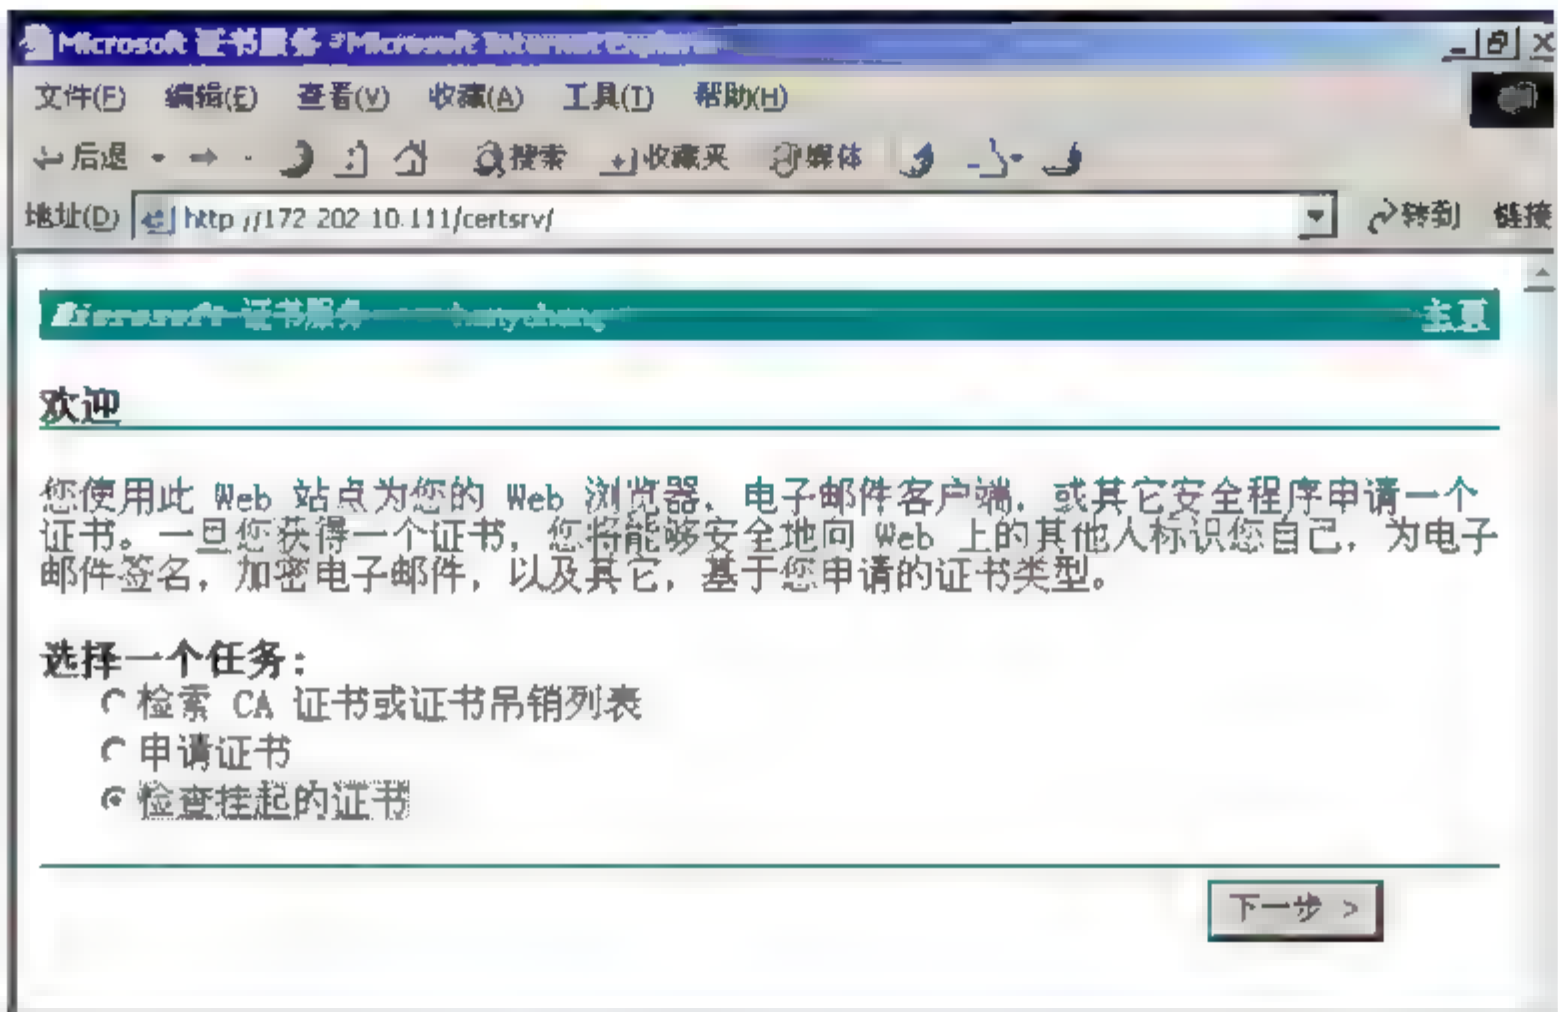 Microsoft 证书服务 - Microsoft Internet Explorer
文件(F) 编辑(E) 查看(V) 收藏(A) 工具(T) 帮助(H)
后退 搜索 收藏夹 媒体
地址(D) http://172.202.10.111/certsrv/ 转到 链接
Microsoft 证书服务 主页
欢迎
您使用此 Web 站点为您的 Web 浏览器，电子邮件客户端，或其它安全程序申请一个
证书。一旦您获得一个证书，您将能够安全地向 Web 上的其他人标识您自己，为电子
邮件签名，加密电子邮件，以及其它，基于您申请的证书类型。
选择一个任务:
检索 CA 证书或证书吊销列表
申请证书
检查挂起的证书
下一步 >